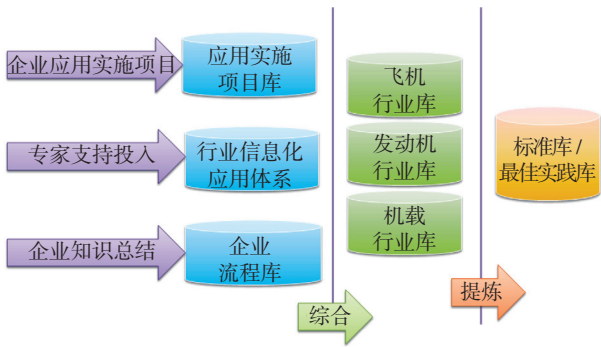 企业应用实施项目
应用实施
项目库
专家支持投入
行业信息化
应用体系
企业知识总结
企业
流程库
综合
飞机
行业库
发动机
行业库
机载
行业库
提炼
标准库/
最佳实践库